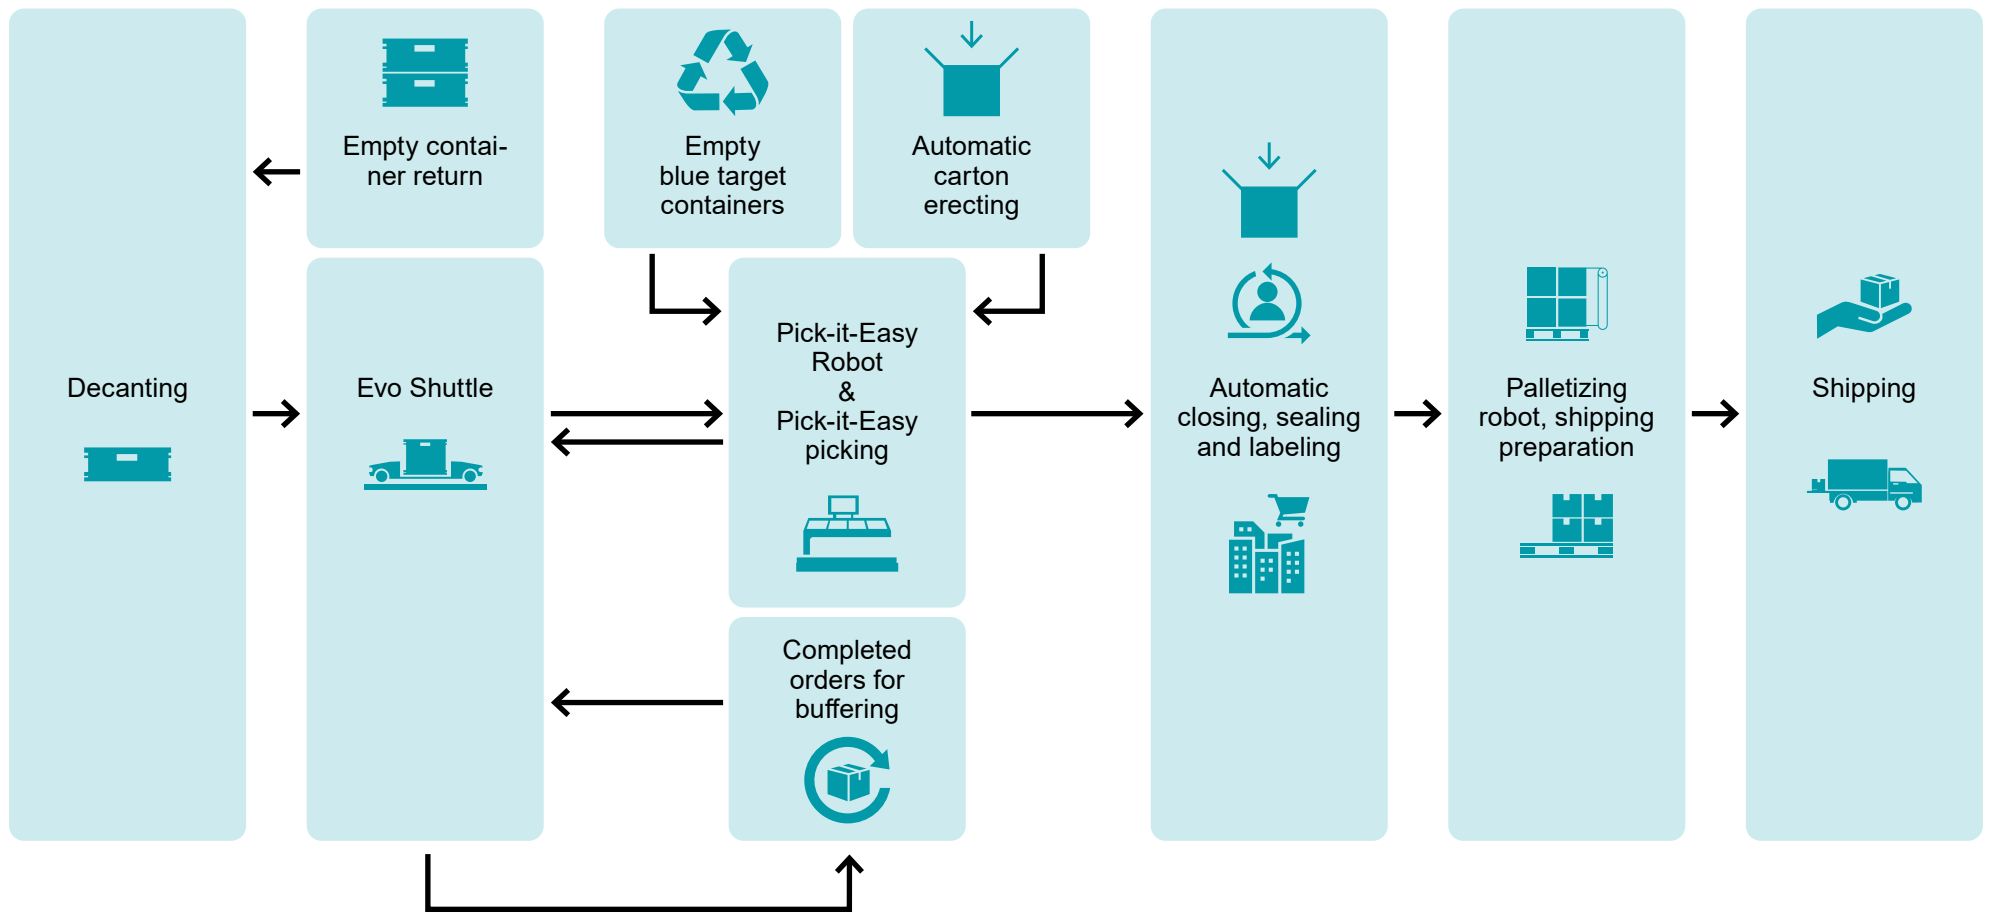 Decanting
Empty contai-
ner return
Evo Shuttle
Empty
blue target
containers
Automatic
carton
erecting
Pick-it-Easy
Robot
&
Pick-it-Easy
picking
Completed
orders for
buffering
Automatic
closing, sealing
and labeling
Palletizing
robot, shipping
preparation
Shipping